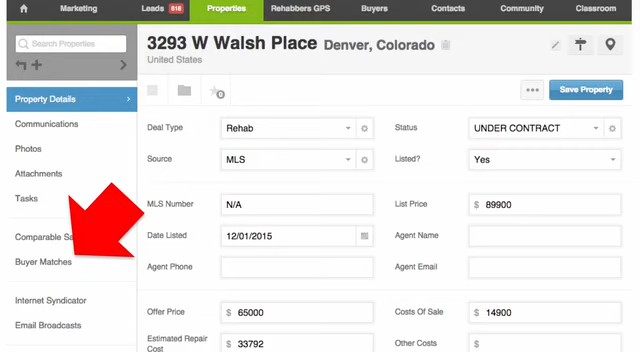 Marketing Leads 618 Properties Rehabbers GPS Buyers Contacts Community Classroom
Search Properties
3293 W Walsh Place Denver, Colorado
United States
0
Save Property
Property Details
Communications
Photos
Attachments
Tasks
Comparable Sa
Buyer Matches
Internet Syndicator
Email Broadcasts
Deal Type Rehab Status UNDER CONTRACT
Source MLS Listed? Yes
MLS Number N/A List Price $ 89900
Date Listed 12/01/2015 Agent Name
Agent Phone Agent Email
Offer Price $ 65000 Costs Of Sale $ 14900
Estimated Repair Cost $ 33792 Other Costs $